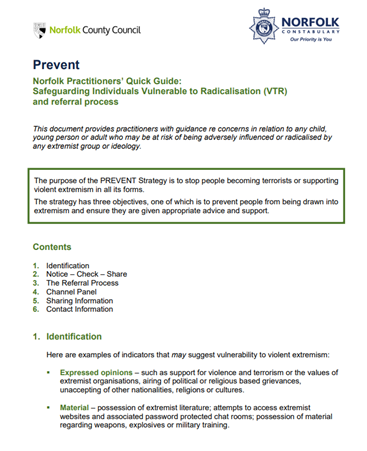 Norfolk County Council
NORFOLK
CONSTABULARY
Our Priority is You
Prevent
Norfolk Practitioners' Quick Guide:
Safeguarding Individuals Vulnerable to Radicalisation (VTR)
and referral process
This document provides practitioners with guidance re concerns in relation to any child,
young person or adult who may be at risk of being adversely influenced or radicalised by
any extremist group or ideology.
The purpose of the PREVENT Strategy is to stop people becoming terrorists or supporting
violent extremism in all its forms.
The strategy has three objectives, one of which is to prevent people from being drawn into
extremism and ensure they are given appropriate advice and support.
Contents
1. Identification
2. Notice – Check – Share
3. The Referral Process
4. Channel Panel
5. Sharing Information
6. Contact Information
1. Identification
Here are examples of indicators that may suggest vulnerability to violent extremism:
▪ Expressed opinions – such as support for violence and terrorism or the values of
extremist organisations, airing of political or religious based grievances,
unaccepting of other nationalities, religions or cultures.
▪ Material – possession of extremist literature; attempts to access extremist
websites and associated password protected chat rooms; possession of material
regarding weapons, explosives or military training.